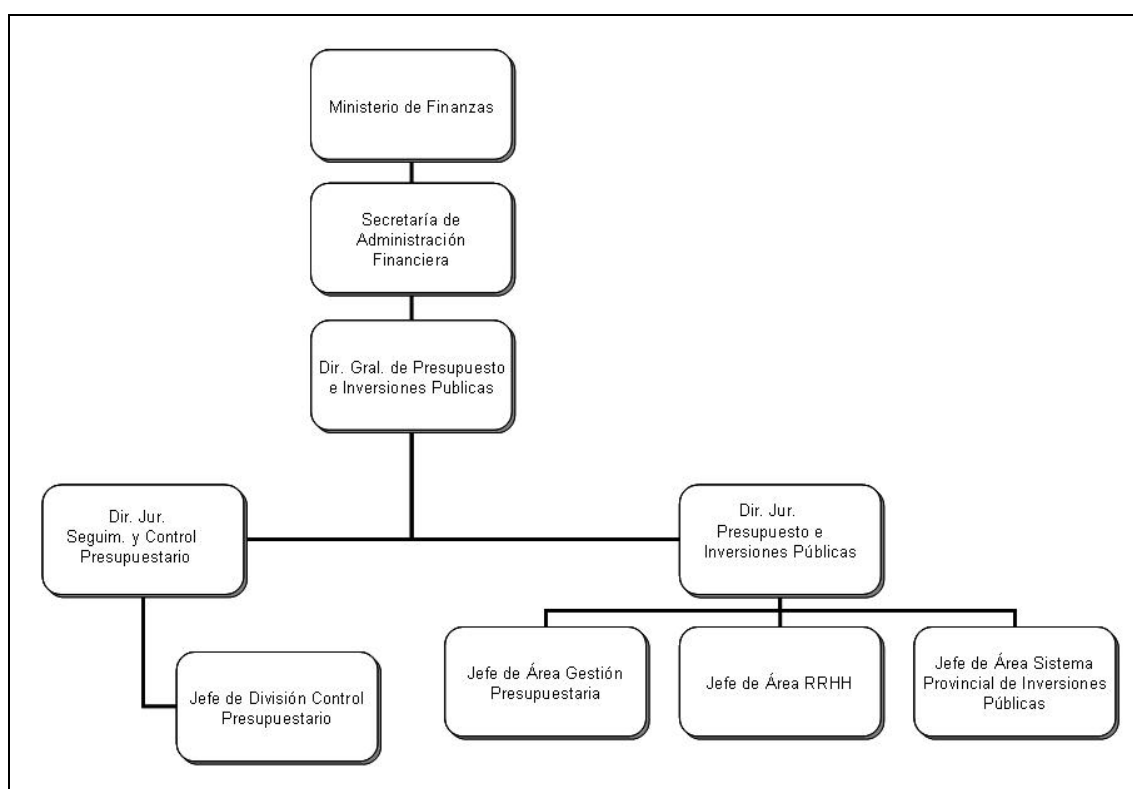 Ministerio de Finanzas
Secretaría de
Administración
Financiera
Dir. Gral. de Presupuesto
e Inversiones Publicas
Dir. Jur.
Seguim. y Control
Presupuestario
Dir. Jur.
Presupuesto e
Inversiones Públicas
Jefe de División Control
Presupuestario
Jefe de Área Gestión
Presupuestaria
Jefe de Área RRHH
Jefe de Área Sistema
Provincial de Inversiones
Públicas